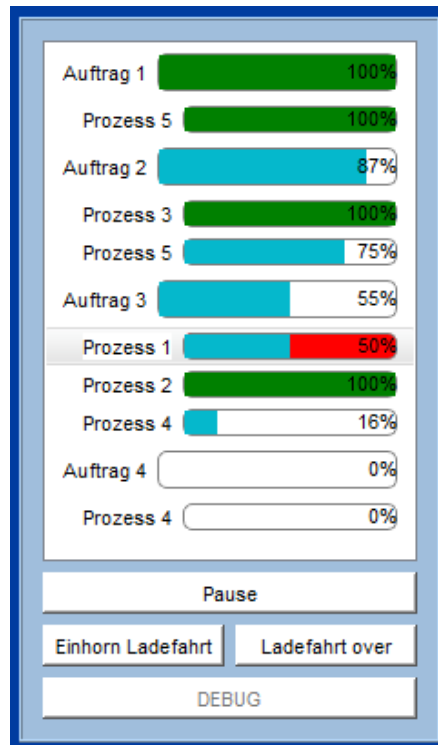 Auftrag 1 100%
Prozess 5 100%
Auftrag 2 87%
Prozess 3 100%
Prozess 5 75%
Auftrag 3 55%
Prozess 1 50%
Prozess 2 100%
Prozess 4 16%
Auftrag 4 0%
Prozess 4 0%
Pause
Einhorn Ladefahrt Ladefahrt over
DEBUG